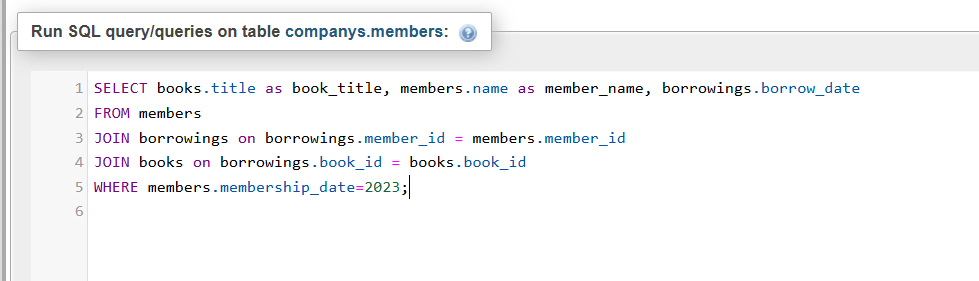 Run SQL query/queries on table companys.members:
1 SELECT books.title as book_title, members.name as member_name, borrowings.borrow_date
2 FROM members
3 JOIN borrowings on borrowings.member_id = members.member_id
4 JOIN books on borrowings.book_id = books.book_id
5 WHERE members.membership_date=2023;
6